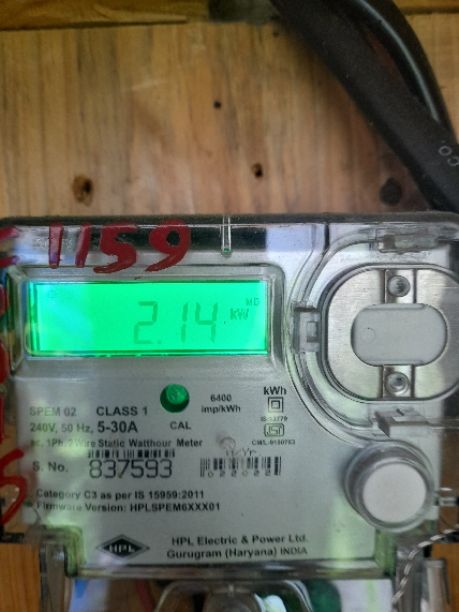 1159
MD
2.14 kW
6400
imp/kWh
kWh
SPEM 02 CLASS 1
240V, 50 Hz, 5-30A CAL
ac. 1Ph. 2Wire Static Watthour Meter
S. No. 837593
Category C3 as per IS 15959:2011
Firmware Version: HPLSPEM6XXX01
HPL
HPL Electric & Power Ltd.
Gurugram (Haryana) INDIA